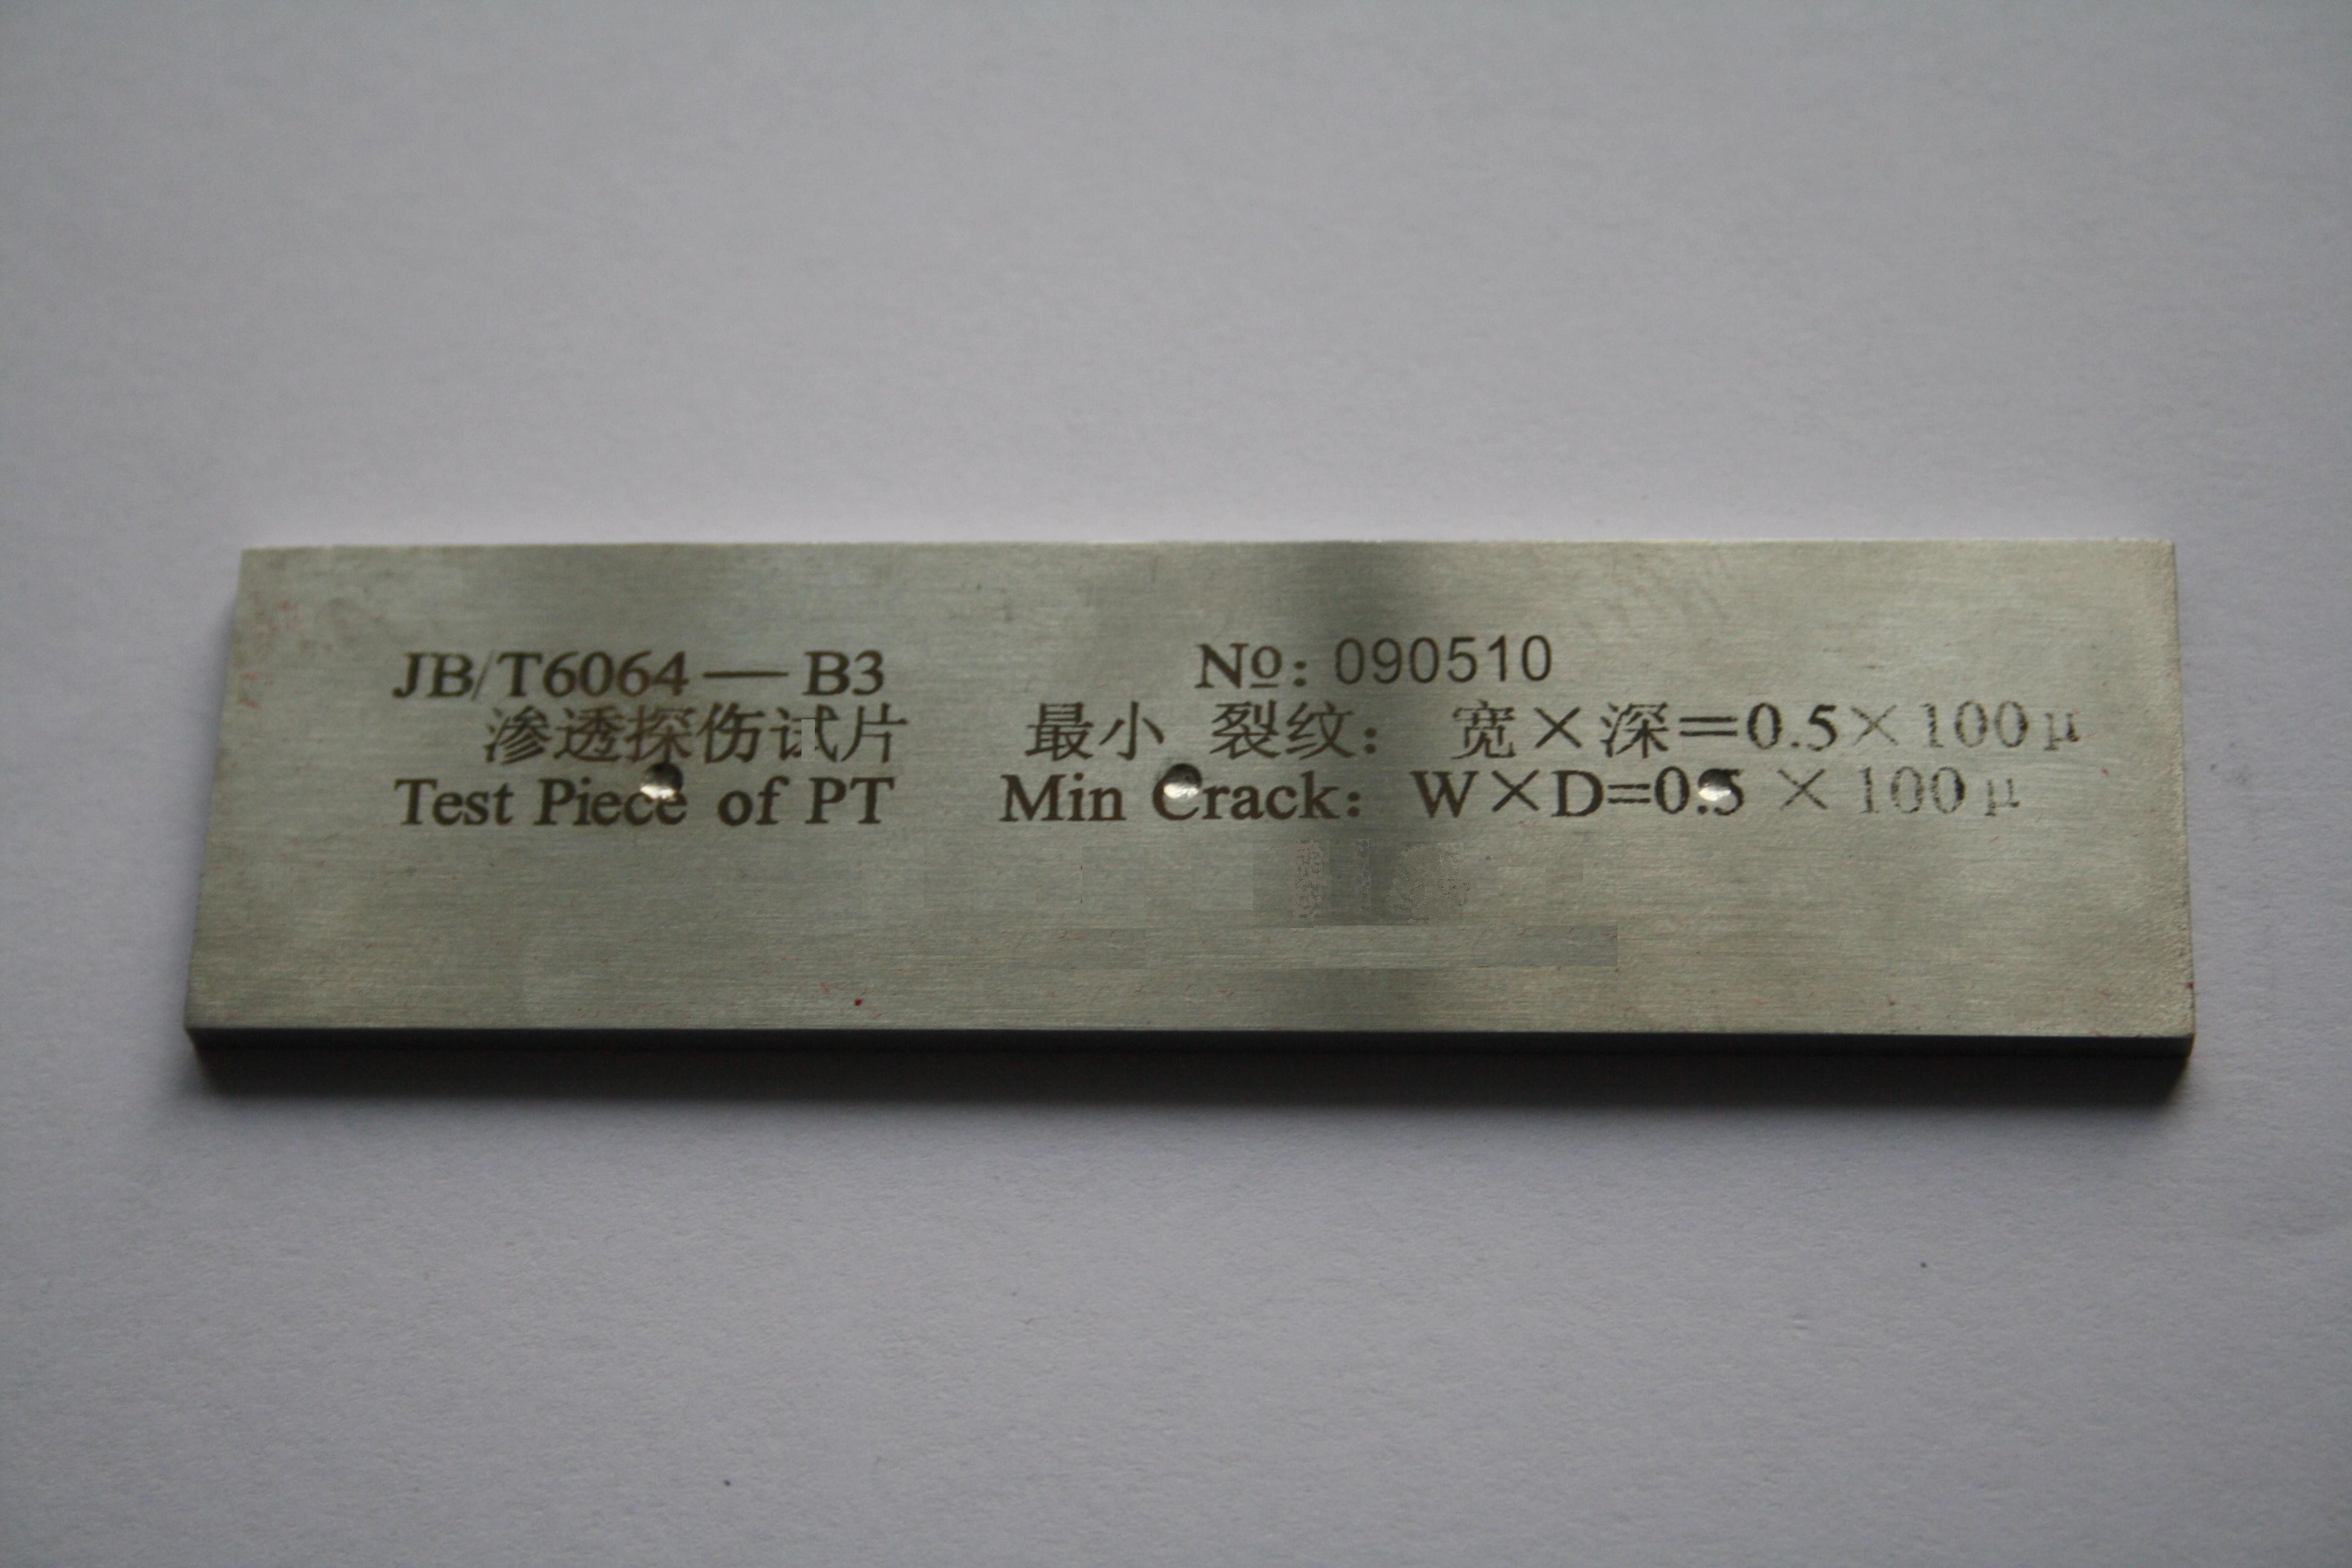 JB/T6064—B3 №: 090510
渗透探伤试片 最小 裂纹: 宽×深=0.5×100μ
Test Piece of PT Min Crack: W×D=0.5 ×100μ